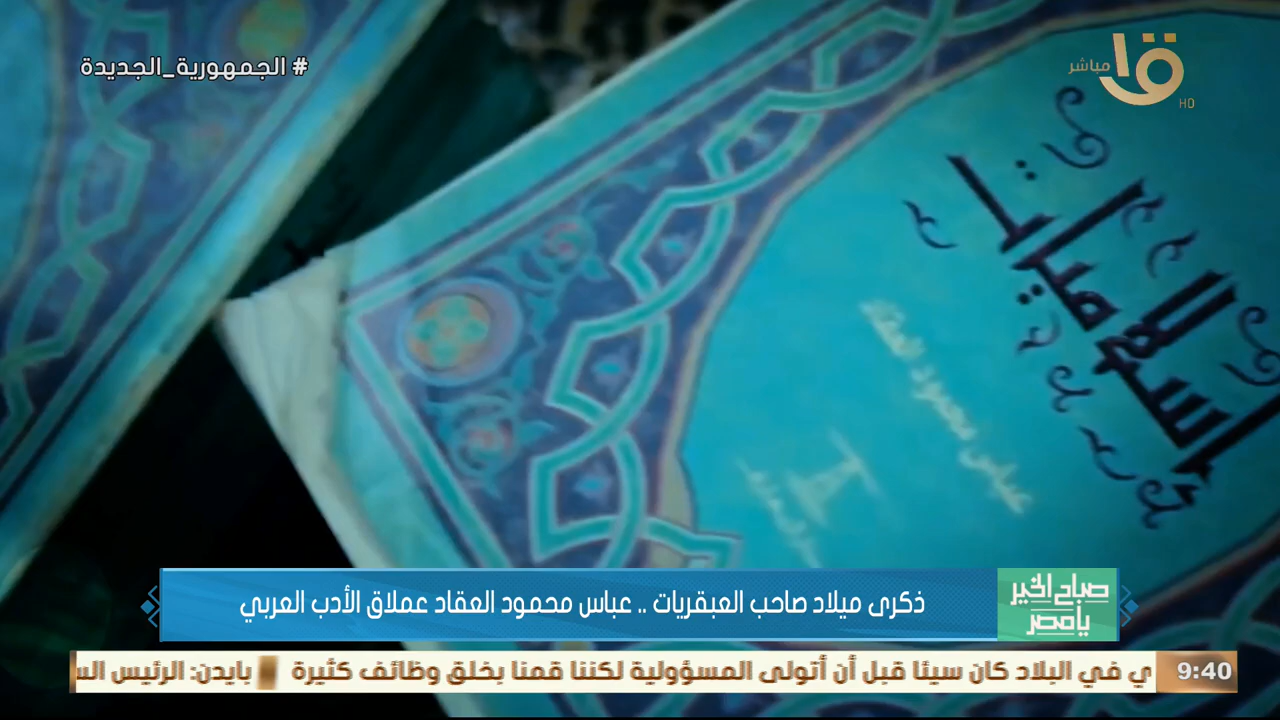 # الجمهورية_الجديدة
مباشر
HD
إسلاميات
عباس محمود العقاد
ذكرى ميلاد صاحب العبقريات .. عباس محمود العقاد عملاق الأدب العربي
صباح الخير
يا مصر
ي في البلاد كان سيئا قبل أن أتولى المسؤولية لكننا قمنا بخلق وظائف كثيرة بايدن: الرئيس الس
9:40